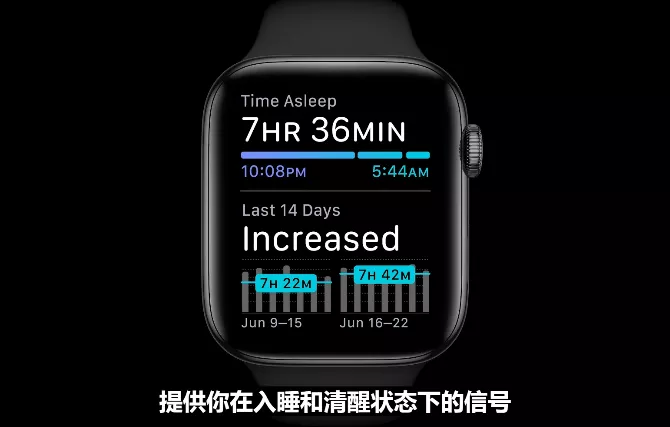 Time Asleep
7HR 36MIN
10:08PM 5:44AM
Last 14 Days
Increased
7H 22M 7H 42M
Jun 9–15 Jun 16–22
提供你在入睡和清醒状态下的信号